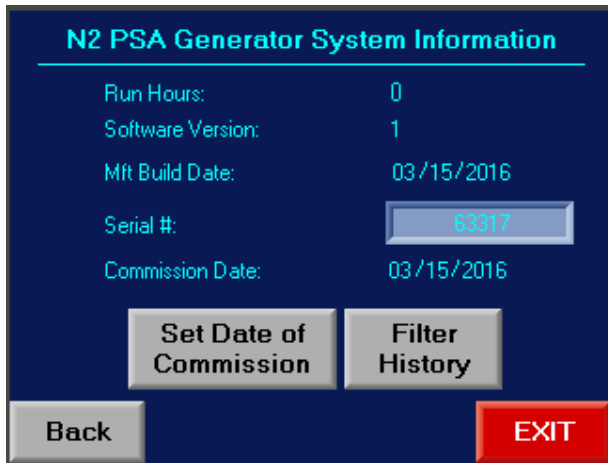 N2 PSA Generator System Information
Run Hours: 0
Software Version: 1
Mft Build Date: 03/15/2016
Serial #: 63317
Commission Date: 03/15/2016
Set Date of
Commission
Filter
History
Back
EXIT